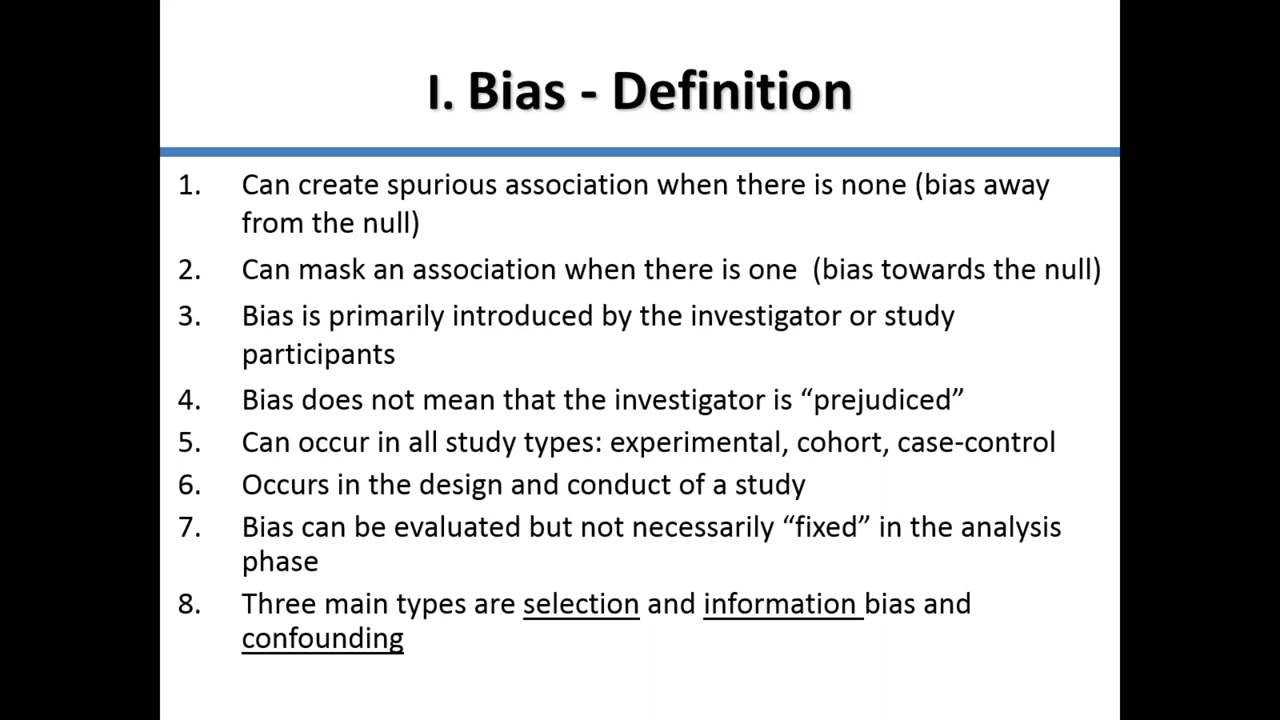 I. Bias - Definition
1. Can create spurious association when there is none (bias away
from the null)
2. Can mask an association when there is one  (bias towards the null)
3. Bias is primarily introduced by the investigator or study
participants
4. Bias does not mean that the investigator is “prejudiced”
5. Can occur in all study types: experimental, cohort, case-control
6. Occurs in the design and conduct of a study
7. Bias can be evaluated but not necessarily “fixed” in the analysis
phase
8. Three main types are selection and information bias and
confounding